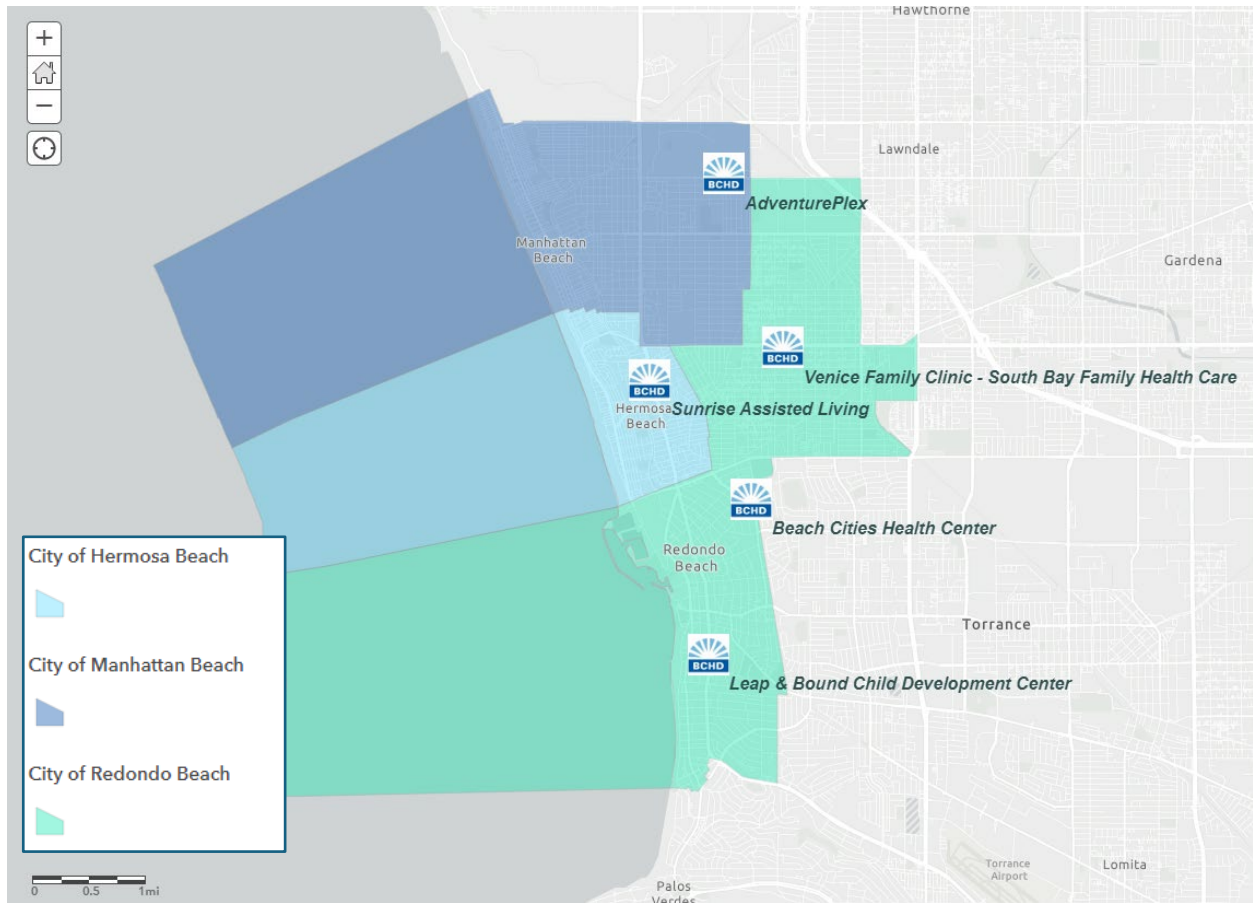 +
−
Hawthorne
Lawndale
BCHD
AdventurePlex
Manhattan
Beach
Gardena
BCHD
Venice Family Clinic - South Bay Family Health Care
BCHD
Sunrise Assisted Living
Hermosa
Beach
BCHD
Beach Cities Health Center
Redondo
Beach
Torrance
BCHD
Leap & Bound Child Development Center
City of Hermosa Beach
City of Manhattan Beach
City of Redondo Beach
Torrance
Airport
Lomita
Palos
Verdes
0 0.5 1mi